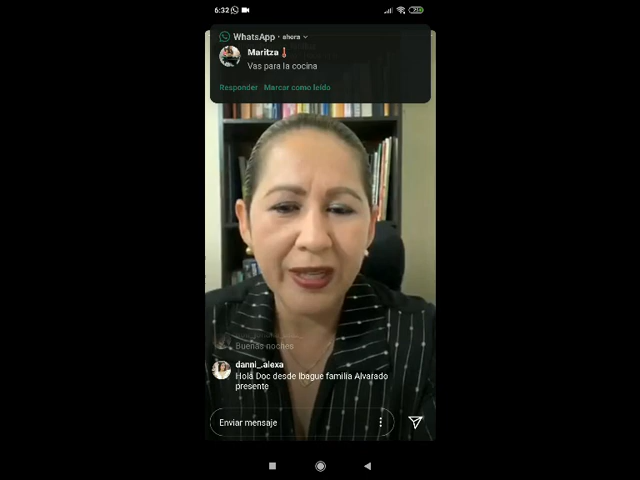 6:32
WhatsApp · ahora
Maritza
Vas para la cocina
Responder Marcar como leído
Buenas noches
danni_.alexa
Hola Doc desde Ibague familia Alvarado
presente
Enviar mensaje